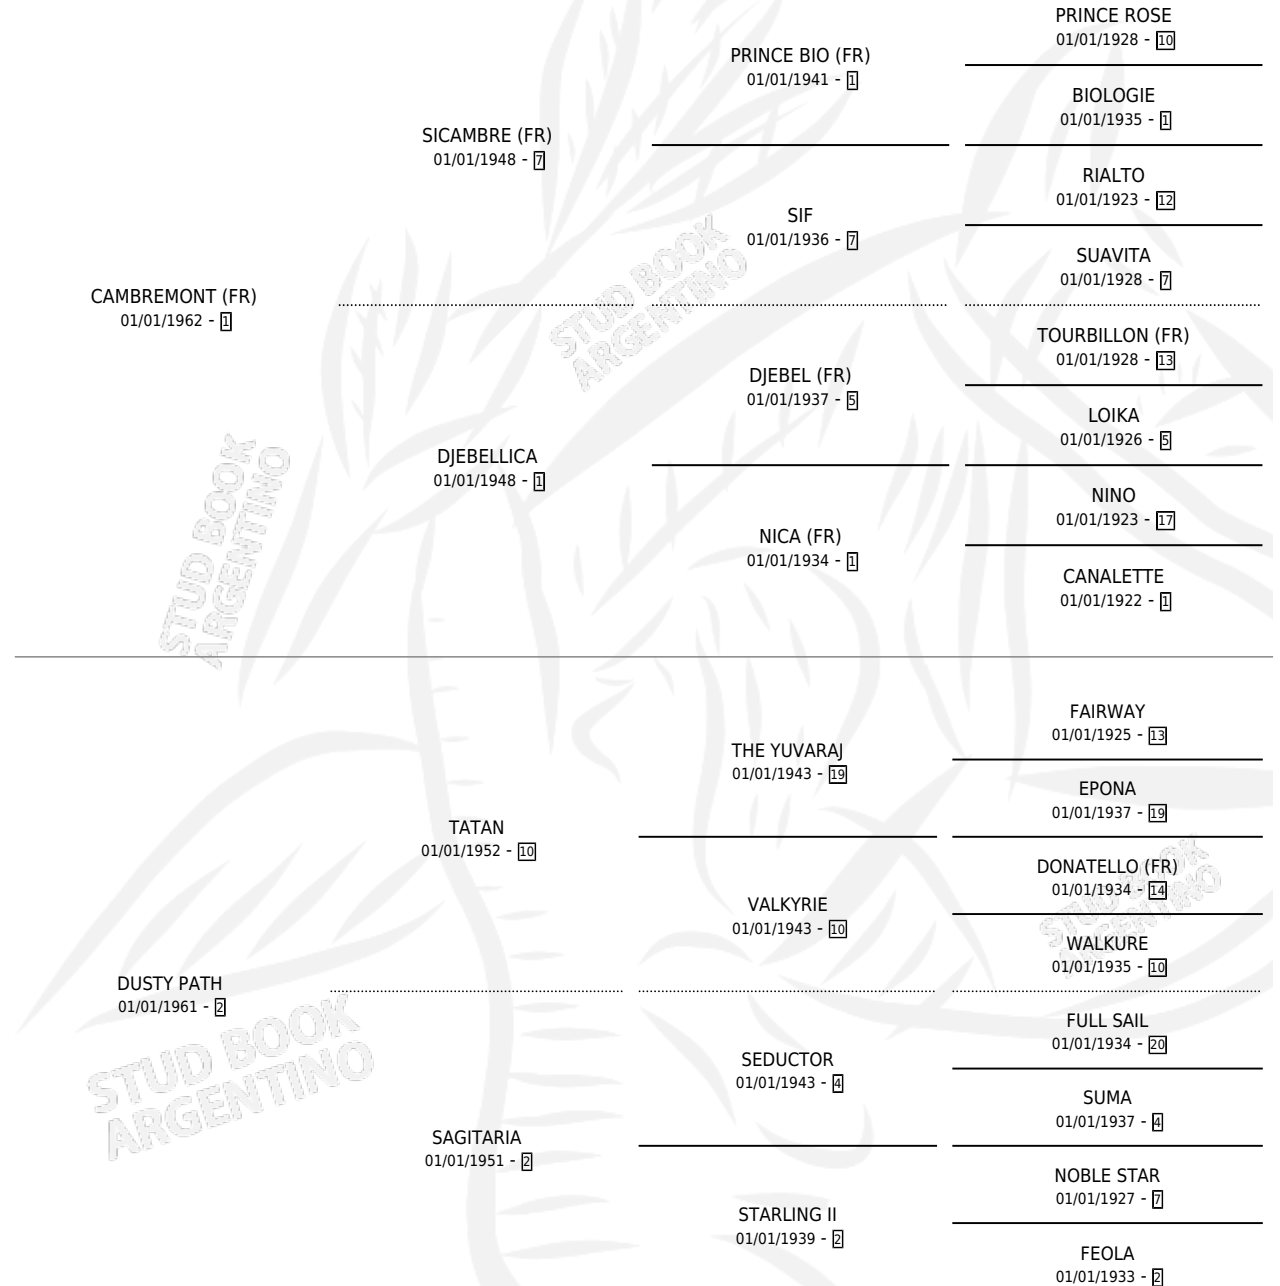 PRINCE ROSE
01/01/1928 - 10
PRINCE BIO (FR)
01/01/1941 - 1
BIOLOGIE
01/01/1935 - 1
SICAMBRE (FR)
01/01/1948 - 7
RIALTO
01/01/1923 - 12
SIF
01/01/1936 - 7
SUAVITA
01/01/1928 - 7
CAMBREMONT (FR)
01/01/1962 - 1
TOURBILLON (FR)
01/01/1928 - 13
DJEBEL (FR)
01/01/1937 - 5
LOIKA
01/01/1926 - 5
DJEBELLICA
01/01/1948 - 1
NINO
01/01/1923 - 17
NICA (FR)
01/01/1934 - 1
CANALETTE
01/01/1922 - 1
FAIRWAY
01/01/1925 - 13
THE YUVARAJ
01/01/1943 - 19
EPONA
01/01/1937 - 19
TATAN
01/01/1952 - 10
DONATELLO (FR)
01/01/1934 - 14
VALKYRIE
01/01/1943 - 10
WALKURE
01/01/1935 - 10
DUSTY PATH
01/01/1961 - 2
FULL SAIL
01/01/1934 - 20
SEDUCTOR
01/01/1943 - 4
SUMA
01/01/1937 - 4
SAGITARIA
01/01/1951 - 2
NOBLE STAR
01/01/1927 - 7
STARLING II
01/01/1939 - 2
FEOLA
01/01/1933 - 2
STUD BOOK
ARGENTINO
STUD BOOK
ARGENTINO
STUD BOOK
ARGENTINO
STUD BOOK
ARGENTINO